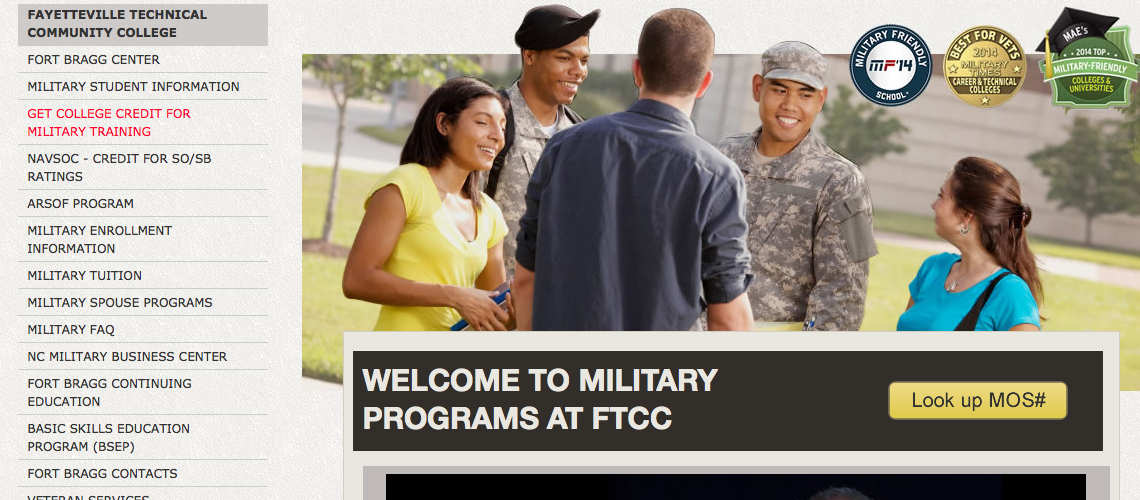 FAYETTEVILLE TECHNICAL
COMMUNITY COLLEGE
FORT BRAGG CENTER
MILITARY STUDENT INFORMATION
GET COLLEGE CREDIT FOR
MILITARY TRAINING
NAVSOC - CREDIT FOR SO/SB
RATINGS
ARSOF PROGRAM
MILITARY ENROLLMENT
INFORMATION
MILITARY TUITION
MILITARY SPOUSE PROGRAMS
MILITARY FAQ
NC MILITARY BUSINESS CENTER
FORT BRAGG CONTINUING
EDUCATION
BASIC SKILLS EDUCATION
PROGRAM (BSEP)
FORT BRAGG CONTACTS
VETERAN SERVICES
MILITARY FRIENDLY
MF'14
SCHOOL®
BEST FOR VETS
2014
MILITARY TIMES
CAREER & TECHNICAL
COLLEGES
MAE's
2014 TOP
MILITARY-FRIENDLY
COLLEGES &
UNIVERSITIES
WELCOME TO MILITARY
PROGRAMS AT FTCC
Look up MOS#